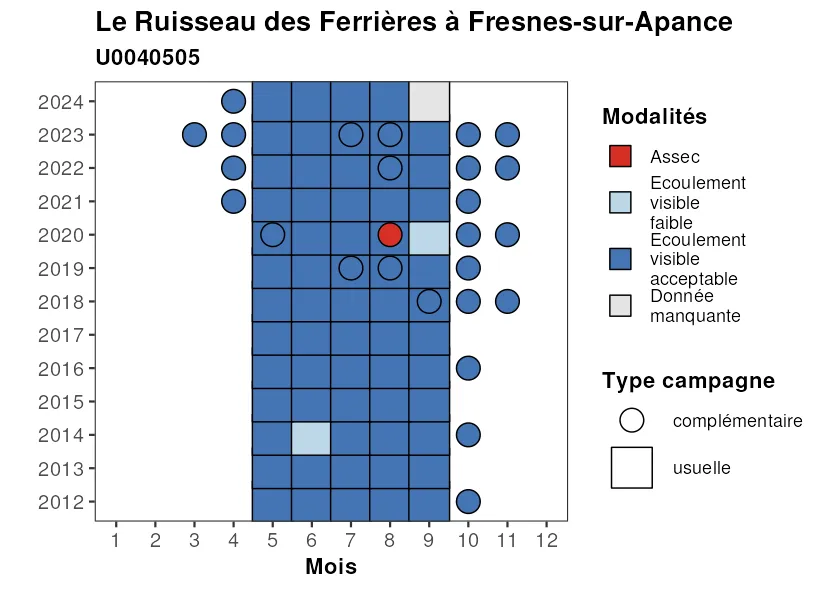 Le Ruisseau des Ferrières à Fresnes-sur-Apance
U0040505
2024
2023
2022
2021
2020
2019
2018
2017
2016
2015
2014
2013
2012
1 2 3 4 5 6 7 8 9 10 11 12
Mois
Modalités
Assec
Ecoulement
visible
faible
Ecoulement
visible
acceptable
Donnée
manquante
Type campagne
complémentaire
usuelle